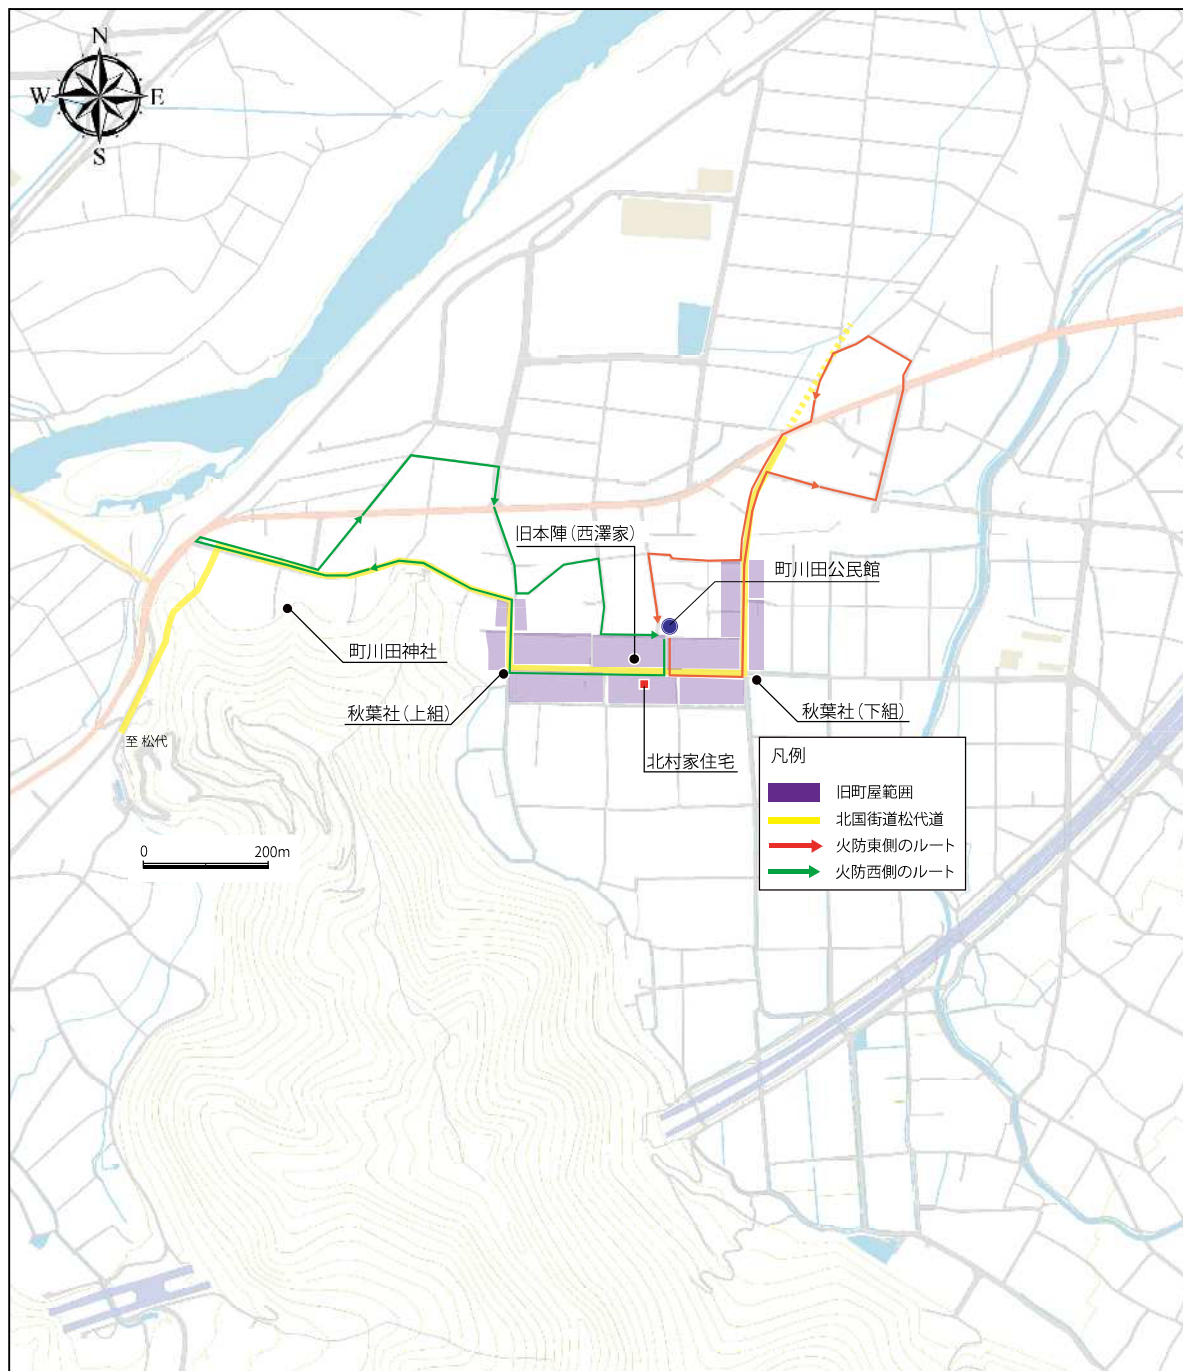 N
W
E
S
旧本陣（西澤家）
町川田公民館
町川田神社
秋葉社（上組）
秋葉社（下組）
至 松代
北村家住宅
凡例
旧町屋範囲
北国街道松代道
火防東側のルート
火防西側のルート
0
200m